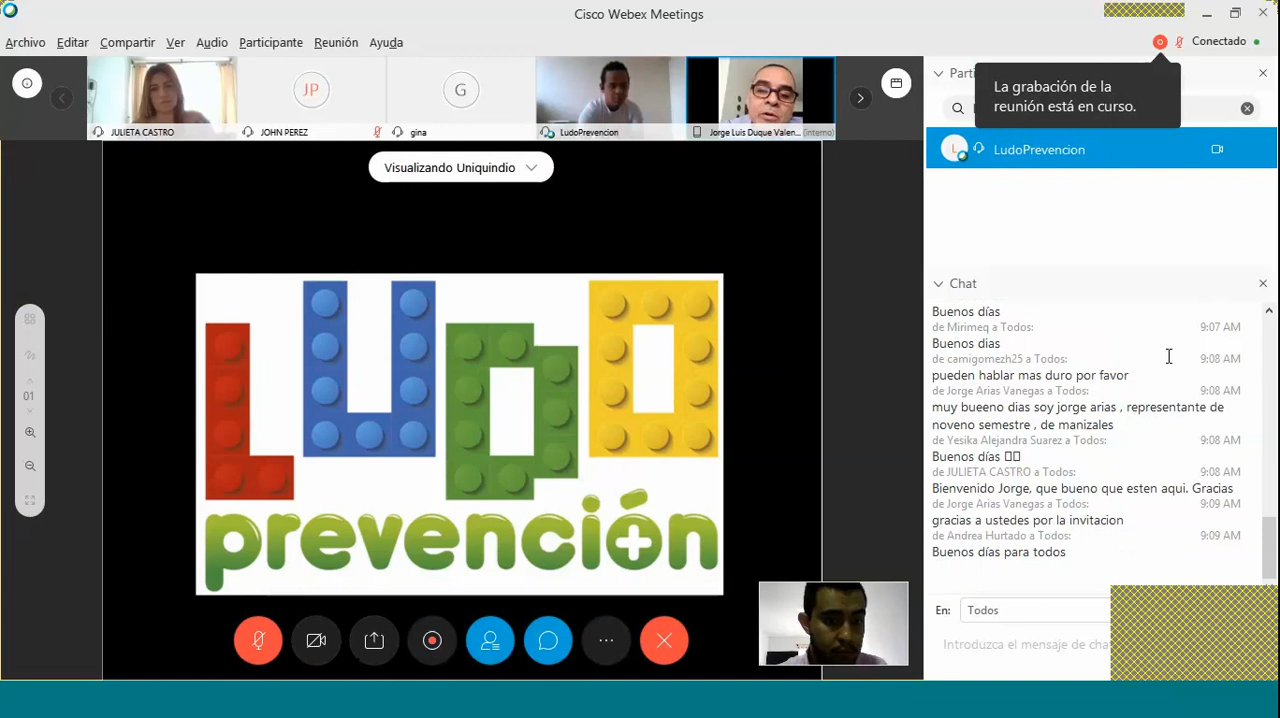 Cisco Webex Meetings
Archivo Editar Compartir Ver Audio Participante Reunión Ayuda
Conectado
La grabación de la
reunión está en curso.
Parti
JULIETA CASTRO
JP
JOHN PEREZ
G
gina
LudoPrevencion
Jorge Luis Duque Valen... (interno)
L
LudoPrevencion
Visualizando Uniquindio
01
LUDO
prevención
Chat
Buenos días
de Mirimeq a Todos: 9:07 AM
Buenos dias
de camigomezh25 a Todos: 9:08 AM
pueden hablar mas duro por favor
de Jorge Arias Vanegas a Todos: 9:08 AM
muy bueeno dias soy jorge arias , representante de
noveno semestre , de manizales
de Yesika Alejandra Suarez a Todos: 9:08 AM
Buenos días
de JULIETA CASTRO a Todos: 9:08 AM
Bienvenido Jorge, que bueno que esten aqui. Gracias
de Jorge Arias Vanegas a Todos: 9:09 AM
gracias a ustedes por la invitacion
de Andrea Hurtado a Todos: 9:09 AM
Buenos días para todos
En: Todos
Introduzca el mensaje de cha